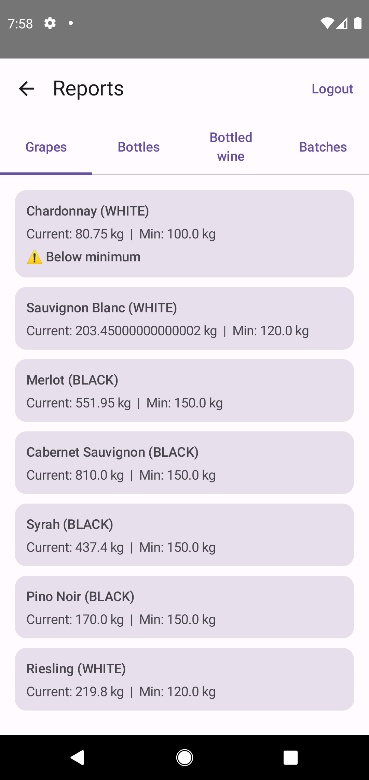 7:58
Reports
Logout
Grapes
Bottles
Bottled
wine
Batches
Chardonnay (WHITE)
Current: 80.75 kg | Min: 100.0 kg
⚠️ Below minimum
Sauvignon Blanc (WHITE)
Current: 203.45000000000002 kg | Min: 120.0 kg
Merlot (BLACK)
Current: 551.95 kg | Min: 150.0 kg
Cabernet Sauvignon (BLACK)
Current: 810.0 kg | Min: 150.0 kg
Syrah (BLACK)
Current: 437.4 kg | Min: 150.0 kg
Pino Noir (BLACK)
Current: 170.0 kg | Min: 150.0 kg
Riesling (WHITE)
Current: 219.8 kg | Min: 120.0 kg